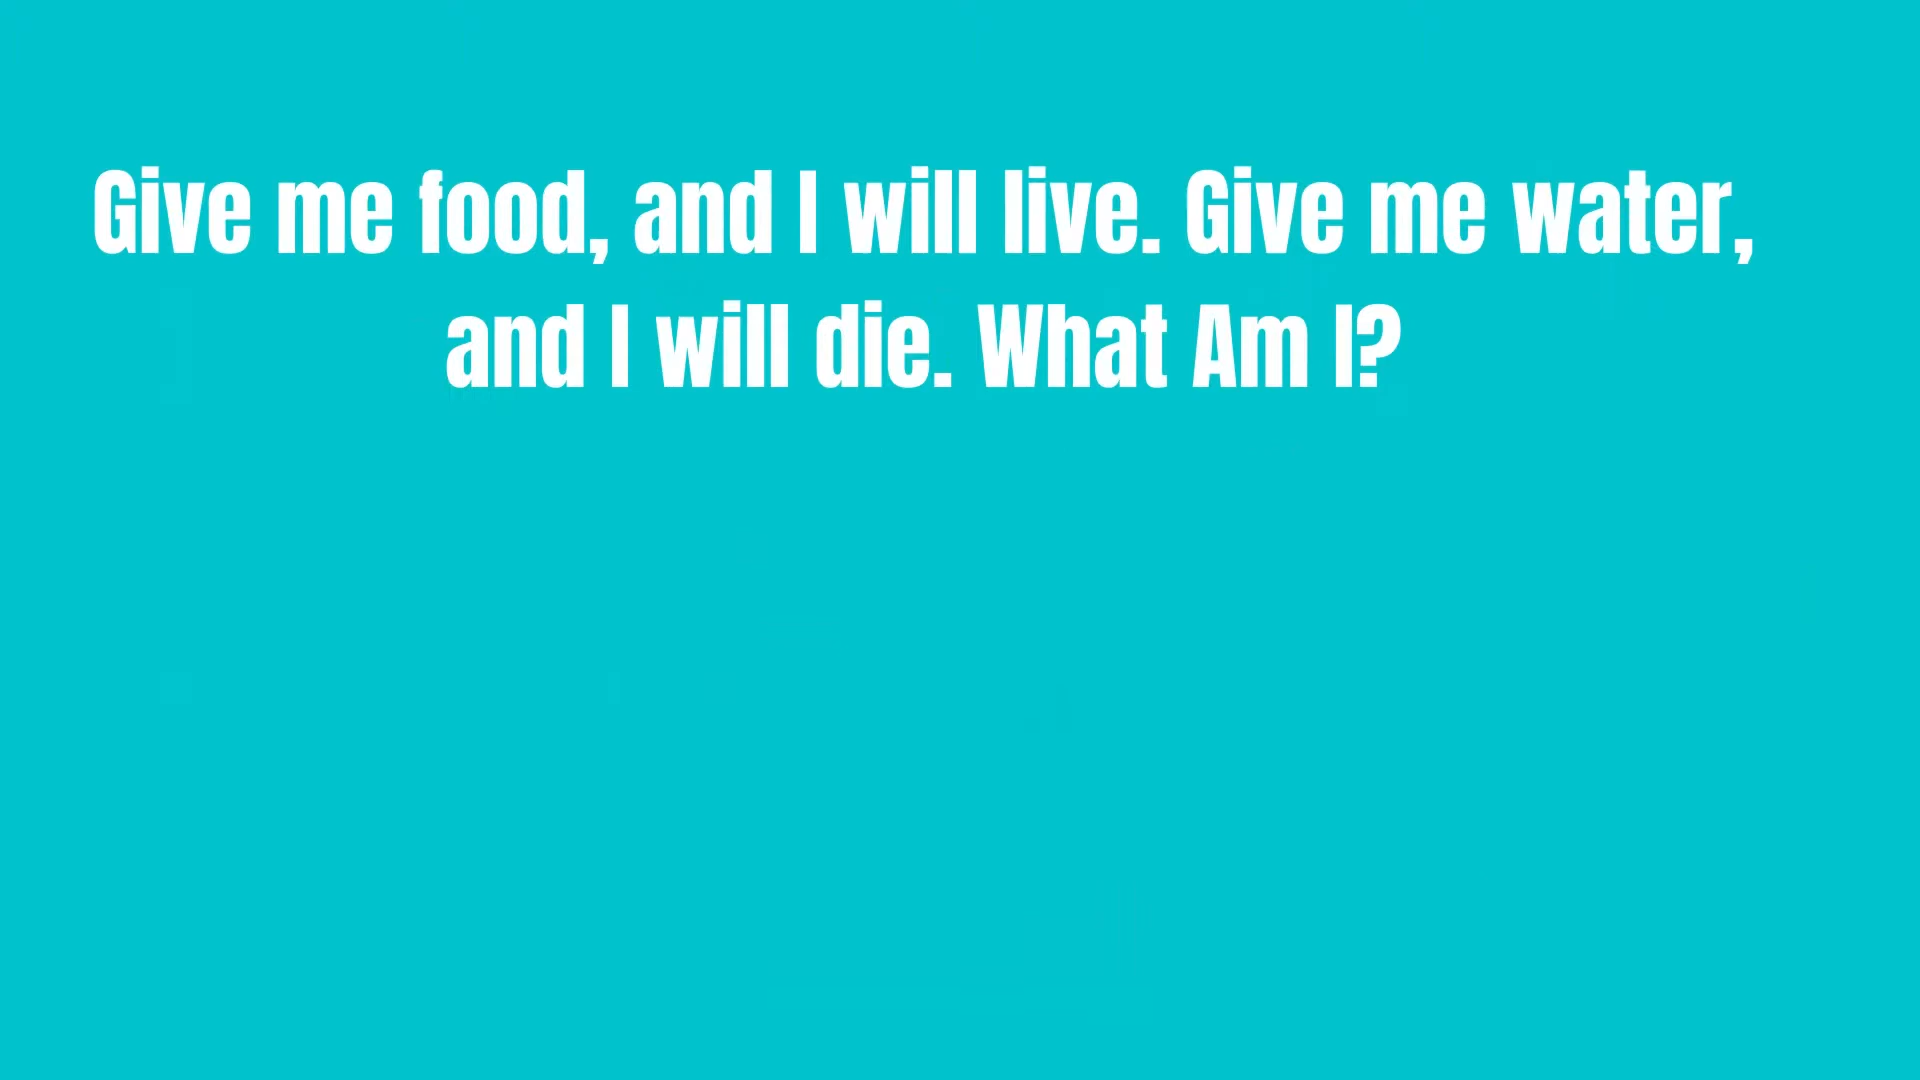 Give me food, and I will live. Give me water,
and I will die. What Am I?